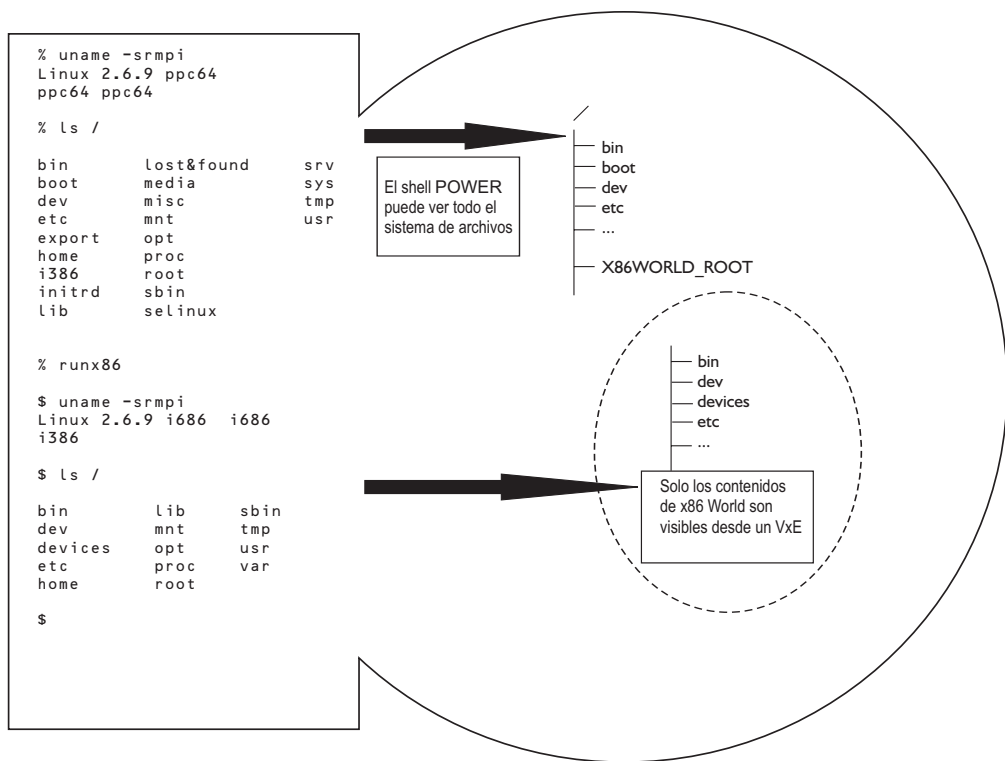 % uname -srmpi
Linux 2.6.9 ppc64
ppc64 ppc64
% ls /
bin lost&found srv
boot media sys
dev misc tmp
etc mnt usr
export opt
home proc
i386 root
initrd sbin
lib selinux
% runx86
$ uname -srmpi
Linux 2.6.9 i686 i686
i386
$ ls /
bin lib sbin
dev mnt tmp
devices opt usr
etc proc var
home root
$
El shell POWER
puede ver todo el
sistema de archivos
/
bin
boot
dev
etc
...
X86WORLD_ROOT
bin
dev
devices
etc
...
Solo los contenidos
de x86 World son
visibles desde un VxE